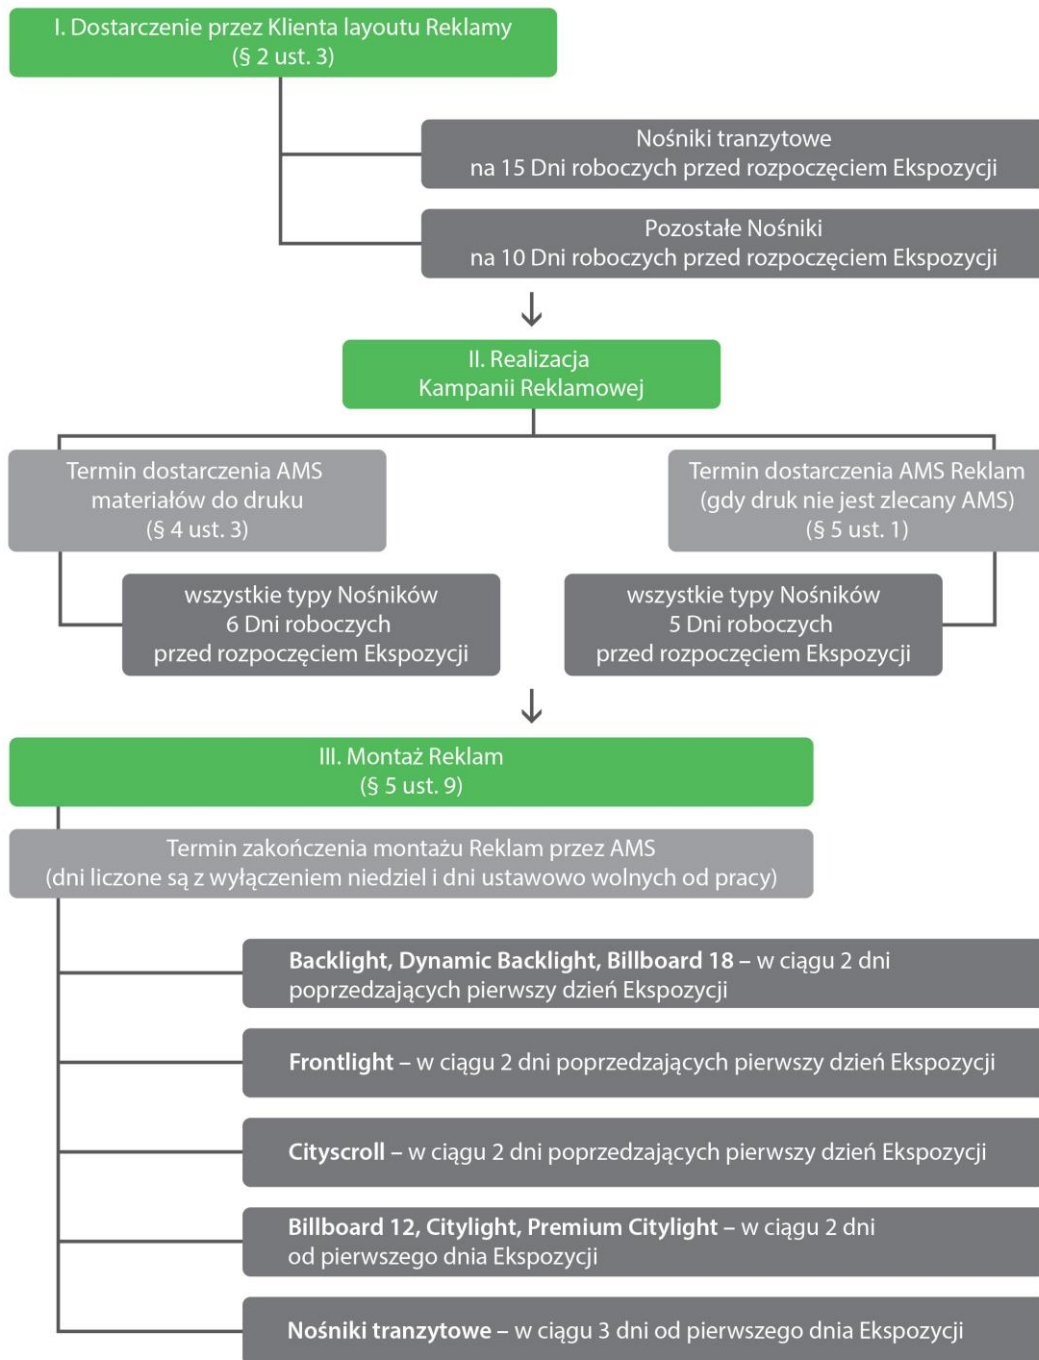 I. Dostarczenie przez Klienta layoutu Reklamy
(§ 2 ust. 3)
Nośniki tranzytowe
na 15 Dni roboczych przed rozpoczęciem Ekspozycji
Pozostałe Nośniki
na 10 Dni roboczych przed rozpoczęciem Ekspozycji
II. Realizacja
Kampanii Reklamowej
Termin dostarczenia AMS
materiałów do druku
(§ 4 ust. 3)
Termin dostarczenia AMS Reklam
(gdy druk nie jest zlecany AMS)
(§ 5 ust. 1)
wszystkie typy Nośników
6 Dni roboczych
przed rozpoczęciem Ekspozycji
wszystkie typy Nośników
5 Dni roboczych
przed rozpoczęciem Ekspozycji
III. Montaż Reklam
(§ 5 ust. 9)
Termin zakończenia montażu Reklam przez AMS
(dni liczone są z wyłączeniem niedziel i dni ustawowo wolnych od pracy)
Backlight, Dynamic Backlight, Billboard 18 – w ciągu 2 dni
poprzedzających pierwszy dzień Ekspozycji
Frontlight – w ciągu 2 dni poprzedzających pierwszy dzień Ekspozycji
Cityscroll – w ciągu 2 dni poprzedzających pierwszy dzień Ekspozycji
Billboard 12, Citylight, Premium Citylight – w ciągu 2 dni
od pierwszego dnia Ekspozycji
Nośniki tranzytowe – w ciągu 3 dni od pierwszego dnia Ekspozycji